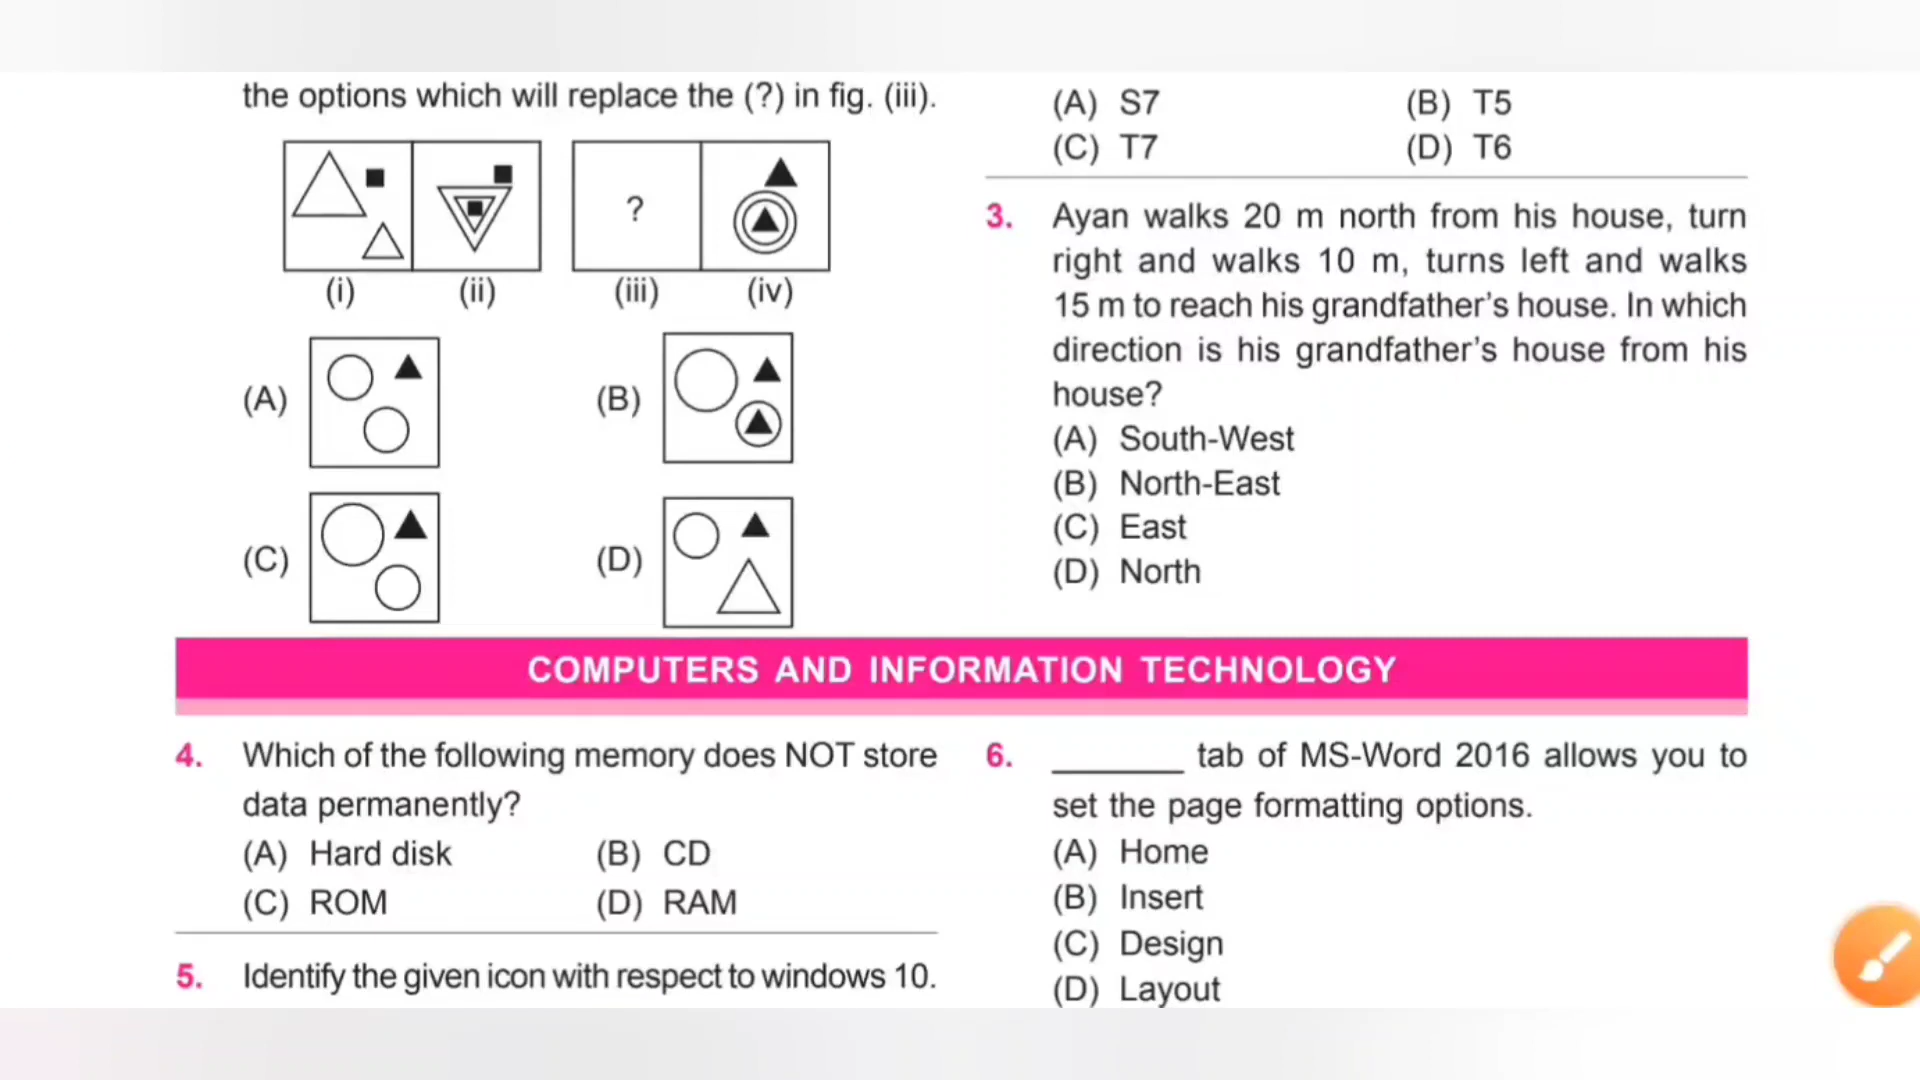 the options which will replace the (?) in fig. (iii).
?
(i) (ii) (iii) (iv)
(A) (B)
(C) (D)
(A) S7 (B) T5
(C) T7 (D) T6
3. Ayan walks 20 m north from his house, turn
right and walks 10 m, turns left and walks
15 m to reach his grandfather’s house. In which
direction is his grandfather’s house from his
house?
(A) South-West
(B) North-East
(C) East
(D) North
COMPUTERS AND INFORMATION TECHNOLOGY
4. Which of the following memory does NOT store
data permanently?
(A) Hard disk (B) CD
(C) ROM (D) RAM
5. Identify the given icon with respect to windows 10.
6. ________ tab of MS-Word 2016 allows you to
set the page formatting options.
(A) Home
(B) Insert
(C) Design
(D) Layout